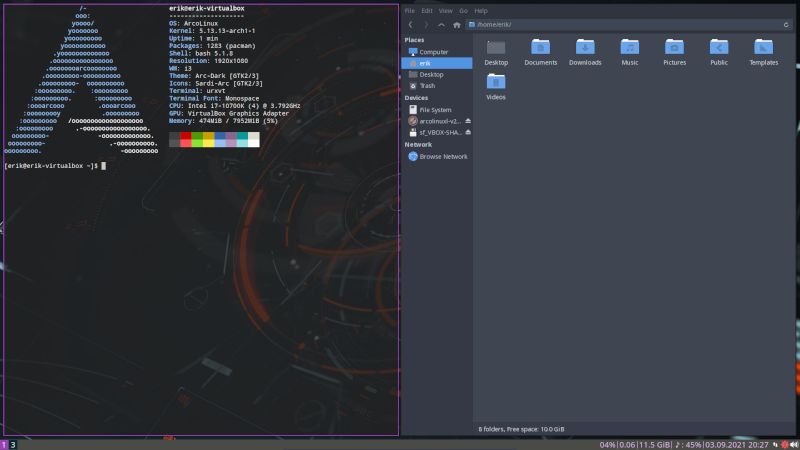 erik@erik-virtualbox
--------------------
OS: ArcoLinux
Kernel: 5.13.13-arch1-1
Uptime: 1 min
Packages: 1283 (pacman)
Shell: bash 5.1.8
Resolution: 1920x1080
WM: i3
Theme: Arc-Dark [GTK2/3]
Icons: Sardi-Arc [GTK2/3]
Terminal: urxvt
Terminal Font: Monospace
CPU: Intel i7-10700K (4) @ 3.792GHz
GPU: VirtualBox Graphics Adapter
Memory: 474MiB / 7952MiB (5%)
[erik@erik-virtualbox ~]$
File Edit View Go Help
/home/erik/
Places
Computer
erik
Desktop
Trash
Devices
File System
arcolinuxl-v2...
sf_VBOX-SHA...
Network
Browse Network
Desktop Documents Downloads Music Pictures Public Templates
Videos
8 folders, Free space: 10.0 GiB
1 3
04%|0.06|11.5 GiB|♪: 45%|03.09.2021 20:27